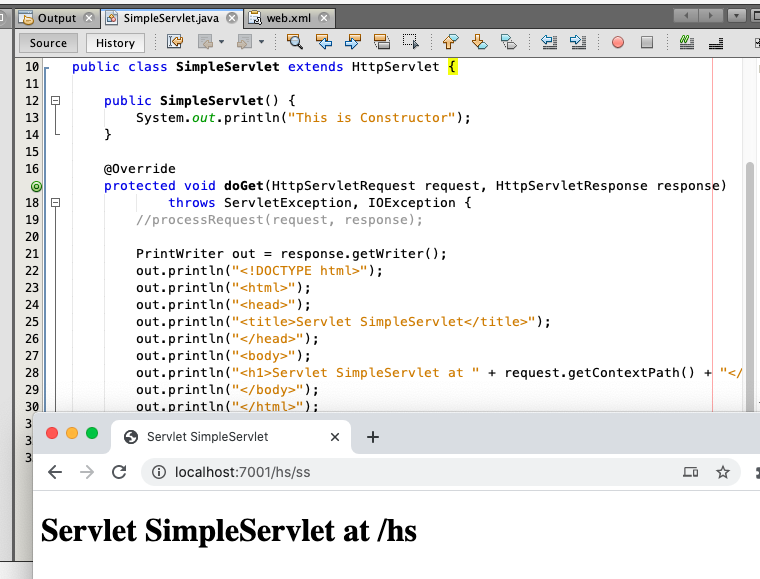 Output SimpleServlet.java web.xml
Source History
10 public class SimpleServlet extends HttpServlet {
11
12 public SimpleServlet() {
13 System.out.println("This is Constructor");
14 }
15
16 @Override
protected void doGet(HttpServletRequest request, HttpServletResponse response)
18 throws ServletException, IOException {
19 //processRequest(request, response);
20
21 PrintWriter out = response.getWriter();
22 out.println("<!DOCTYPE html>");
23 out.println("<html>");
24 out.println("<head>");
25 out.println("<title>Servlet SimpleServlet</title>");
26 out.println("</head>");
27 out.println("<body>");
28 out.println("<h1>Servlet SimpleServlet at " + request.getContextPath() + "</
29 out.println("</body>");
30 out.println("</html>");
3
3
3
Servlet SimpleServlet
localhost:7001/hs/ss
Servlet SimpleServlet at /hs